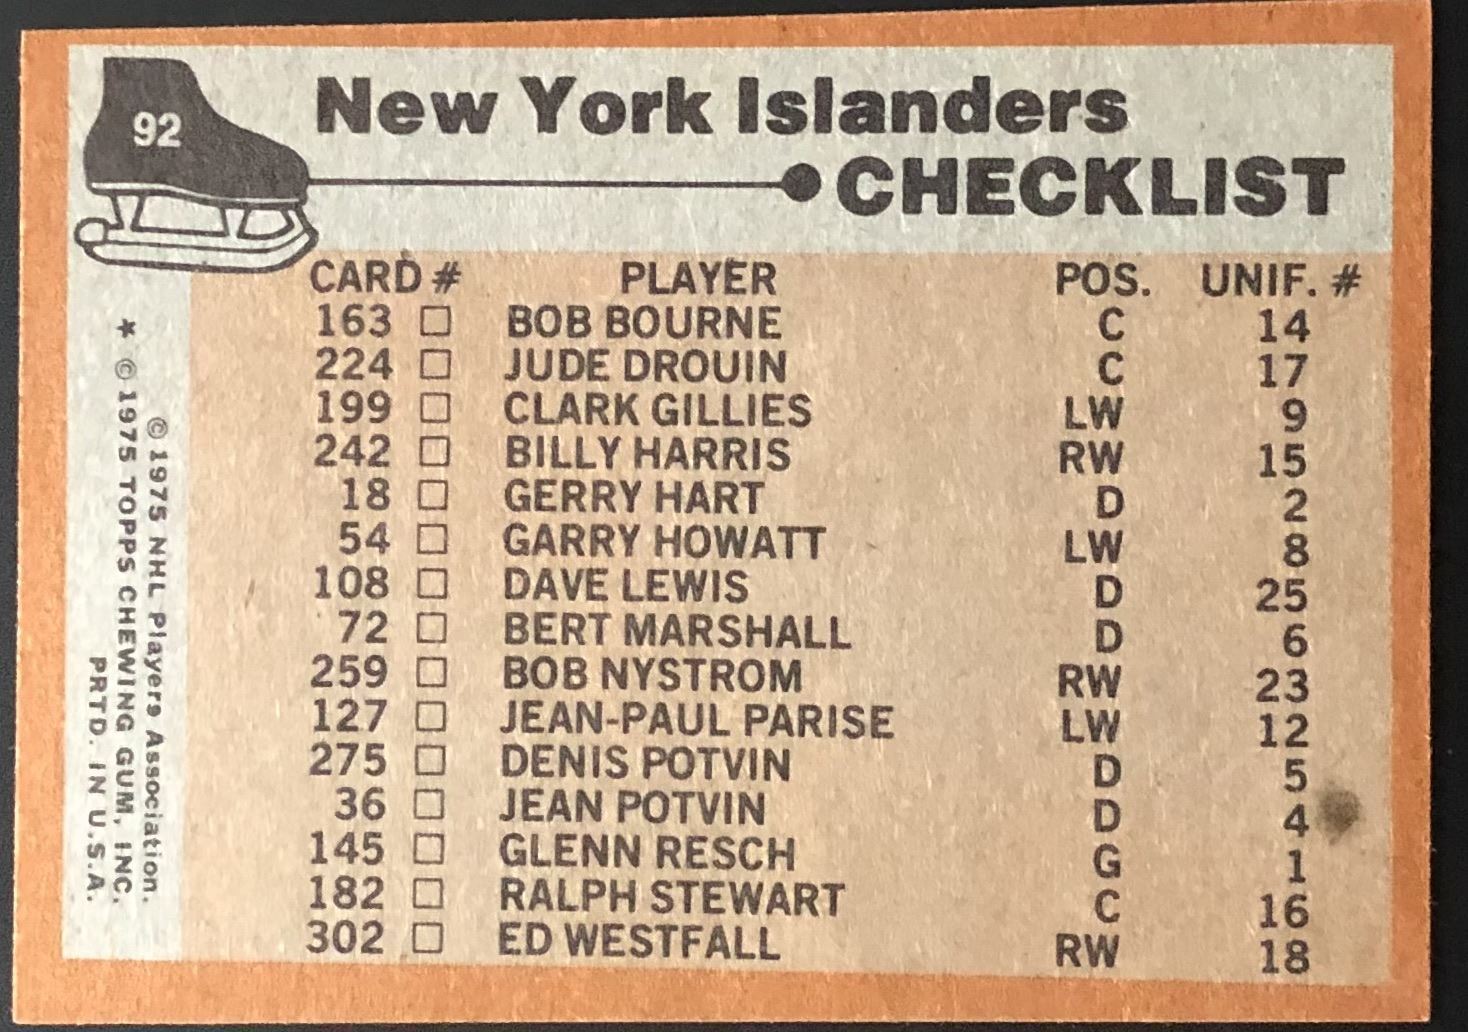 92
New York Islanders
CHECKLIST
CARD # PLAYER POS. UNIF. #
163 □ BOB BOURNE C 14
224 □ JUDE DROUIN C 17
199 □ CLARK GILLIES LW 9
242 □ BILLY HARRIS RW 15
18 □ GERRY HART D 2
54 □ GARRY HOWATT LW 8
108 □ DAVE LEWIS D 25
72 □ BERT MARSHALL D 6
259 □ BOB NYSTROM RW 23
127 □ JEAN-PAUL PARISE LW 12
275 □ DENIS POTVIN D 5
36 □ JEAN POTVIN D 4
145 □ GLENN RESCH G 1
182 □ RALPH STEWART C 16
302 □ ED WESTFALL RW 18
© 1975 NHL Players Association.
* © 1975 TOPPS CHEWING GUM, INC.
PRTD. IN U.S.A.